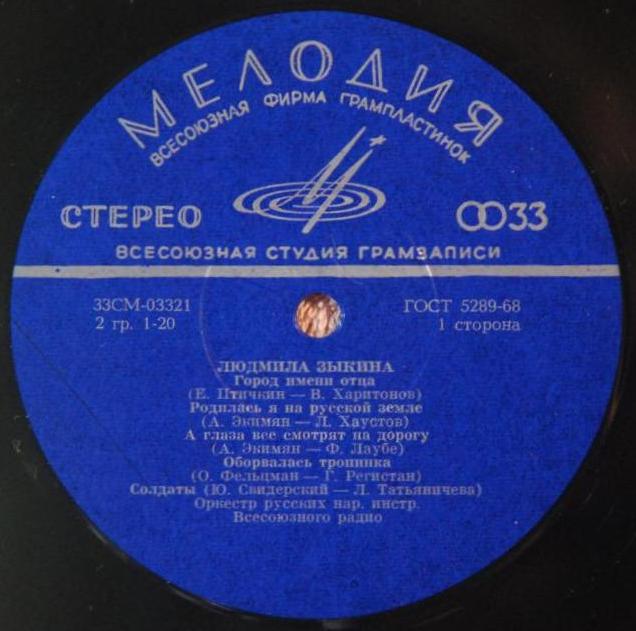 МЕЛОДИЯ
ВСЕСОЮЗНАЯ ФИРМА ГРАМПЛАСТИНОК
СТЕРЕО
33
ВСЕСОЮЗНАЯ СТУДИЯ ГРАМЗАПИСИ
33СМ-03321
ГОСТ 5289-68
2 гр. 1-20
1 сторона
ЛЮДМИЛА ЗЫКИНА
Город имени отца
(Е. Птичкин — В. Харитонов)
Родилась я на русской земле
(А. Экимян — Л. Хаустов)
А глаза все смотрят на дорогу
(А. Экимян — Ф. Лаубе)
Оборвалась тропинка
(О. Фельцман — Г. Регистан)
Солдаты (Ю. Свидерский — Л. Татьяничева)
Оркестр русских нар. инстр.
Всесоюзного радио